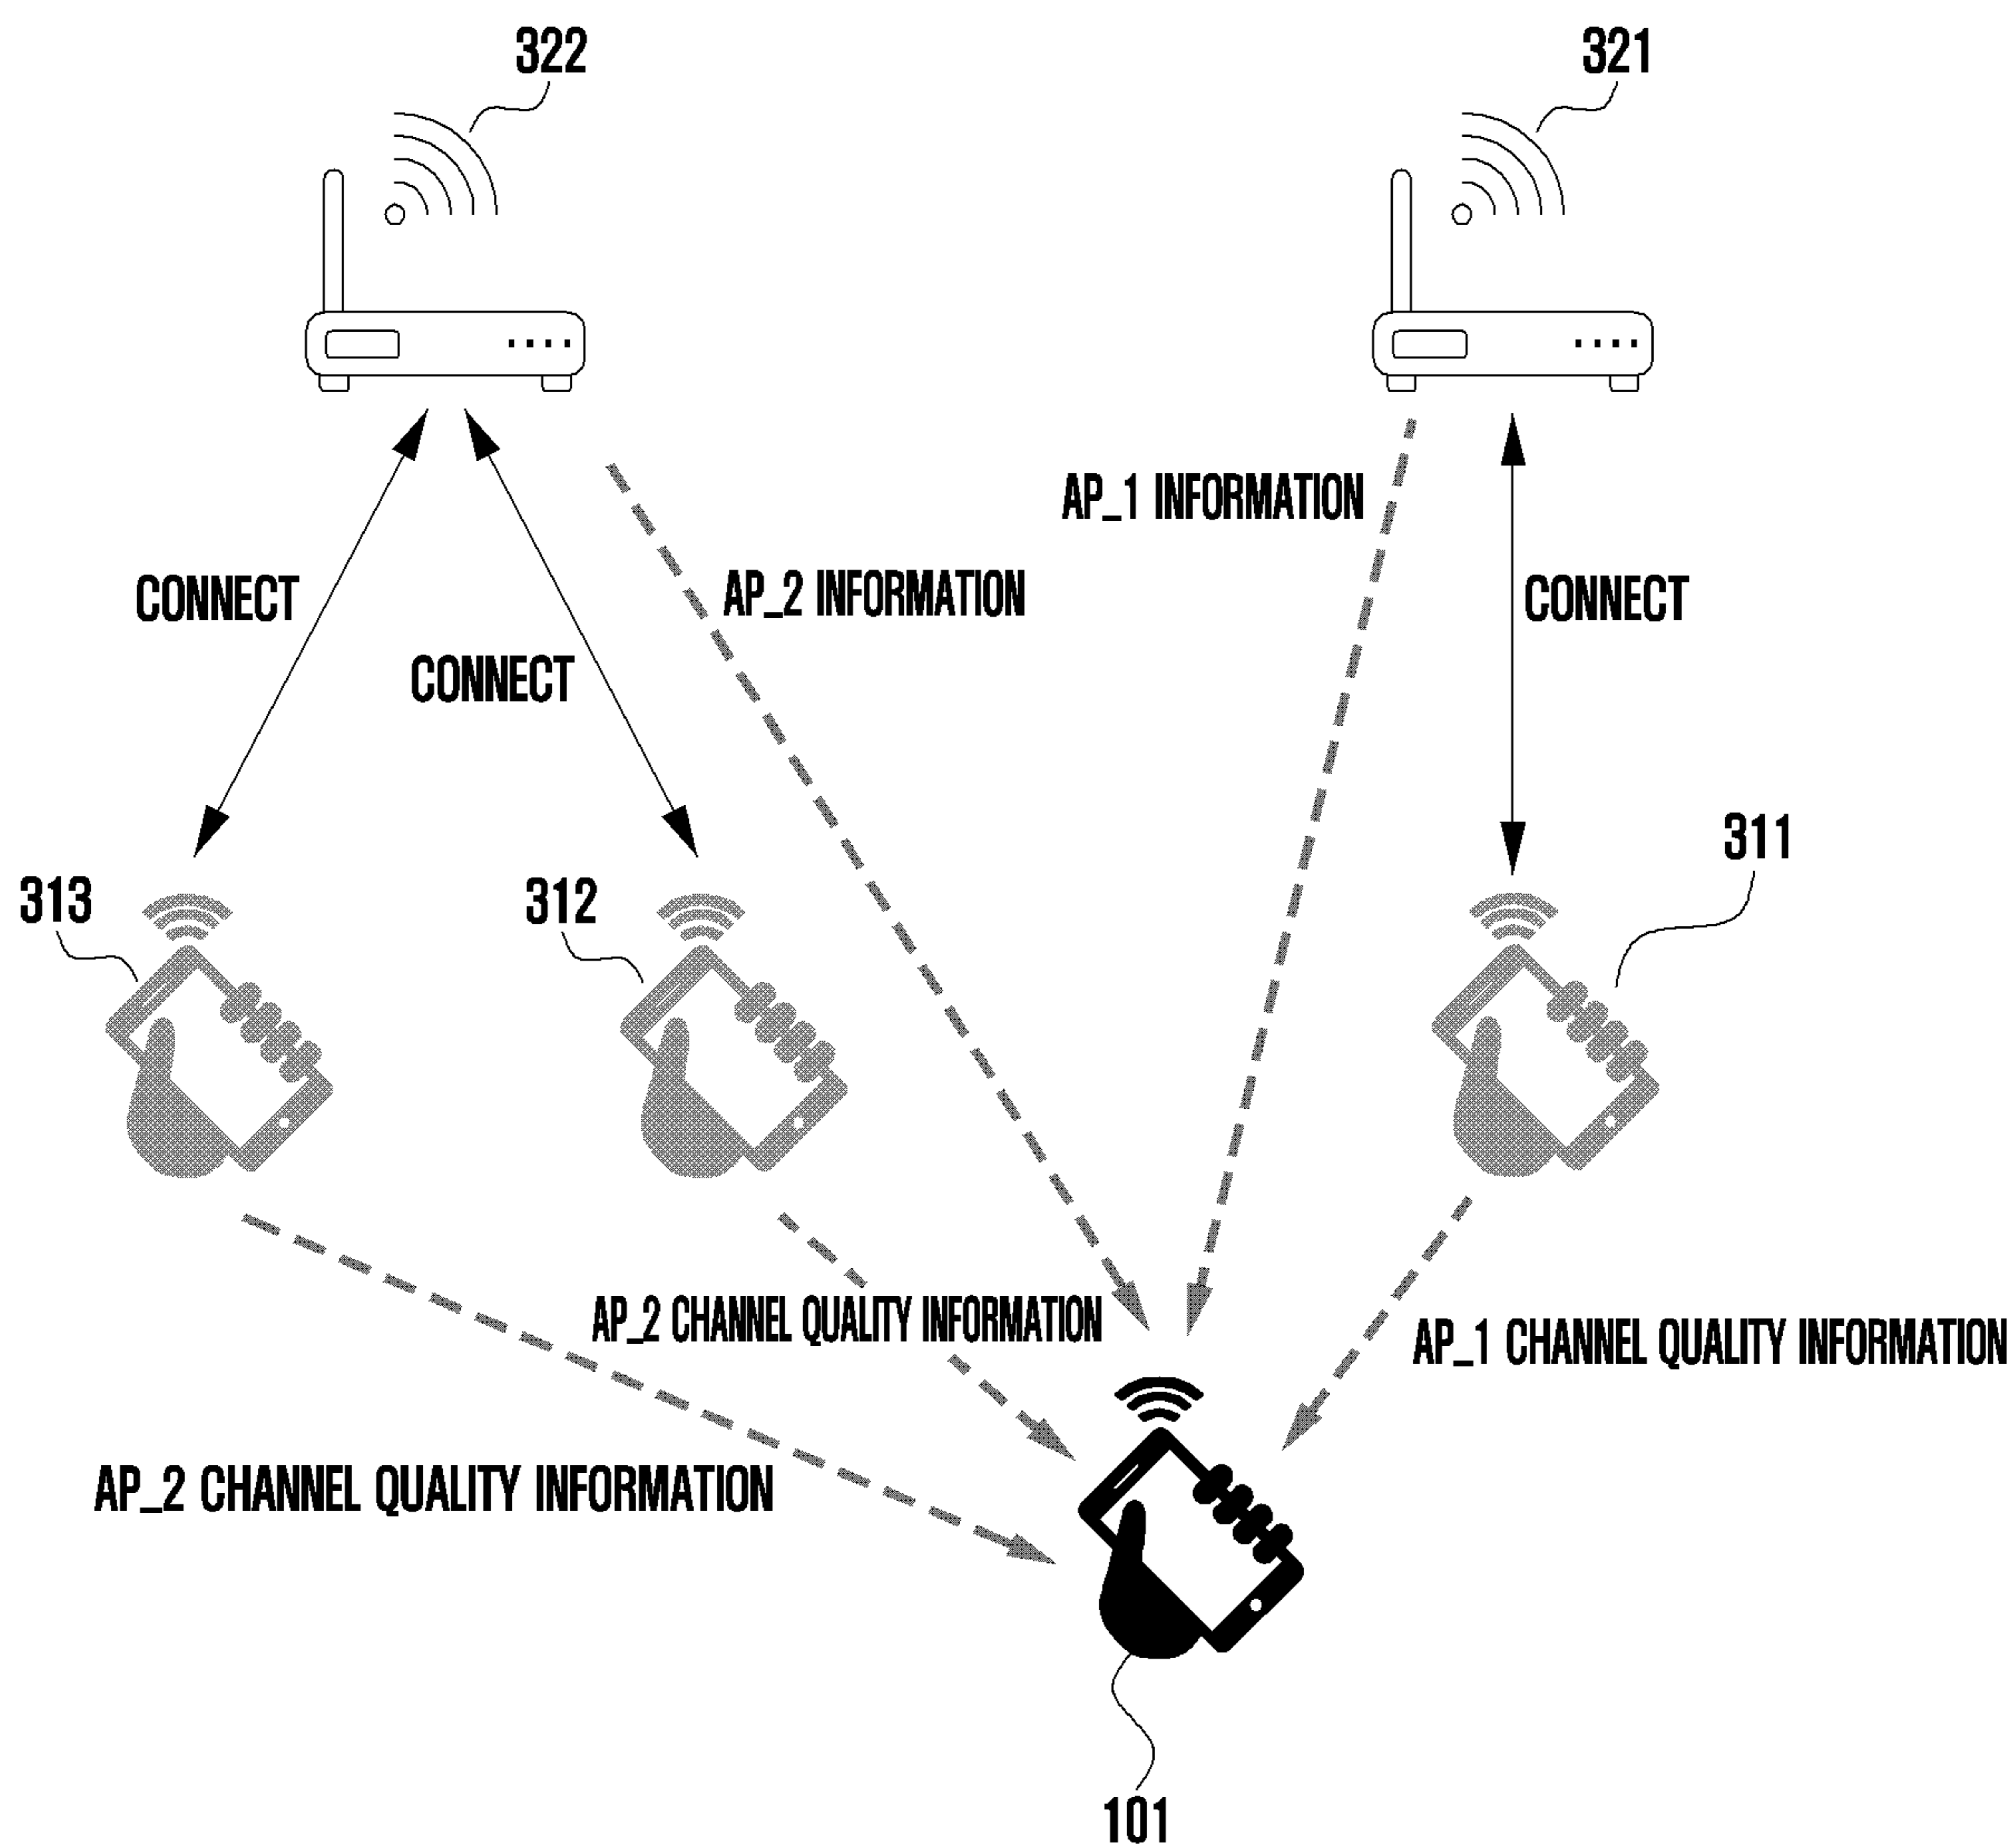 322
321
AP_1 INFORMATION
AP_2 INFORMATION
CONNECT
CONNECT
CONNECT
311
313
312
AP_2 CHANNEL QUALITY INFORMATION
AP_1 CHANNEL QUALITY INFORMATION
AP_2 CHANNEL QUALITY INFORMATION
101